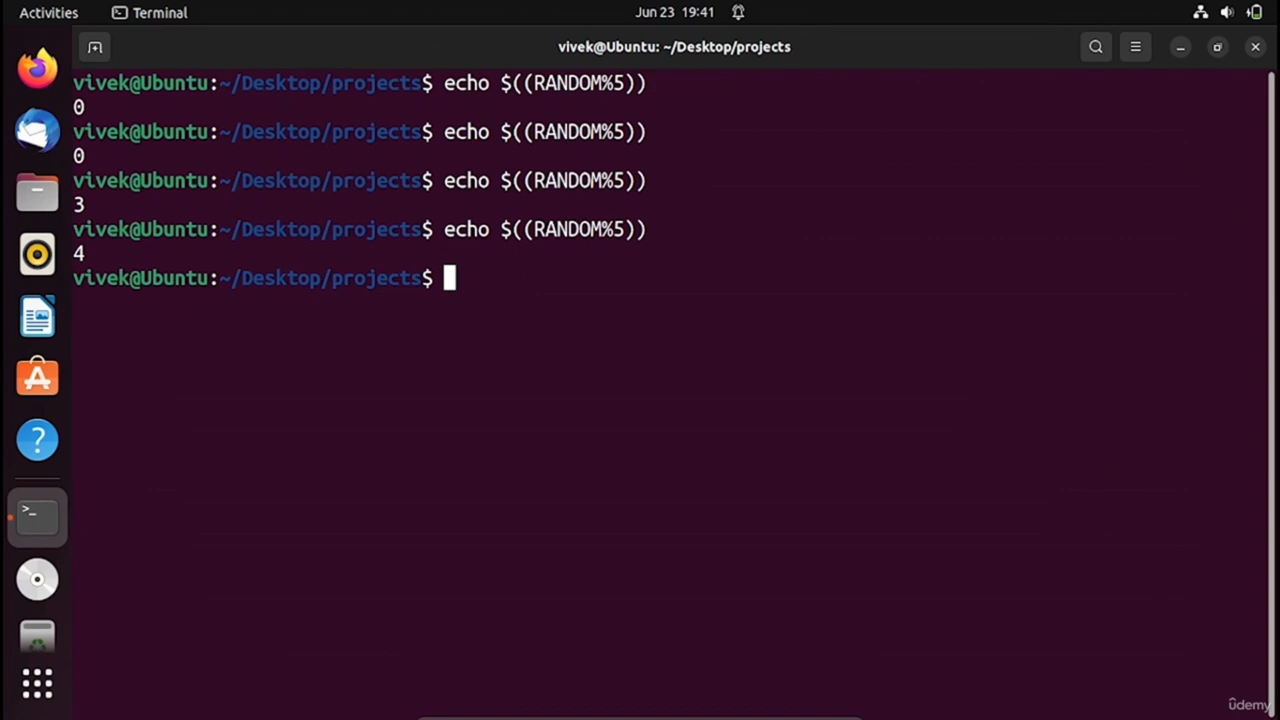 Activities Terminal Jun 23 19:41
vivek@Ubuntu: ~/Desktop/projects
vivek@Ubuntu:~/Desktop/projects$ echo $((RANDOM%5))
0
vivek@Ubuntu:~/Desktop/projects$ echo $((RANDOM%5))
0
vivek@Ubuntu:~/Desktop/projects$ echo $((RANDOM%5))
3
vivek@Ubuntu:~/Desktop/projects$ echo $((RANDOM%5))
4
vivek@Ubuntu:~/Desktop/projects$
>_
udemy